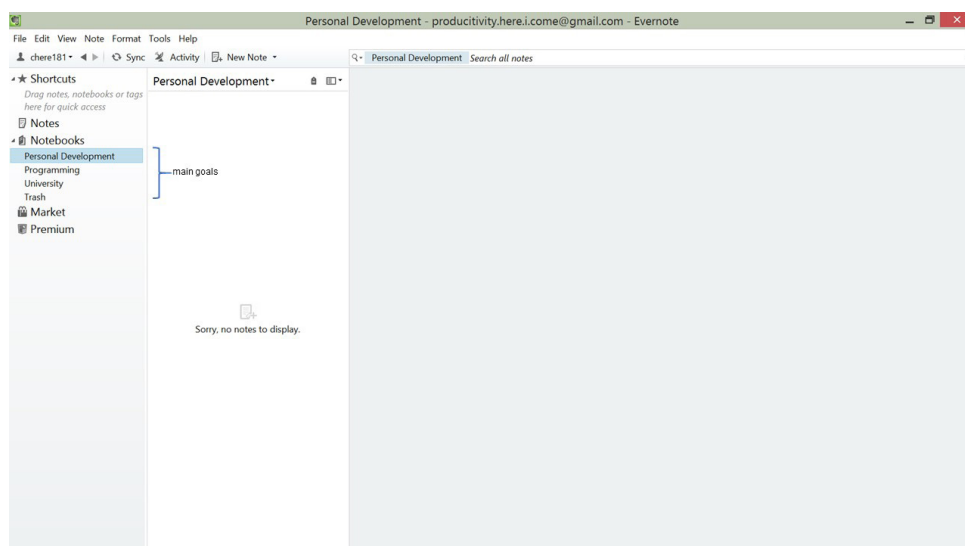 Personal Development - producitivity.here.i.come@gmail.com - Evernote
File Edit View Note Format Tools Help
chere181 Sync Activity New Note Personal Development Search all notes
Shortcuts
Drag notes, notebooks or tags
here for quick access
Notes
Notebooks
Personal Development
Programming
University
Trash
Market
Premium
Personal Development
main goals
Sorry, no notes to display.